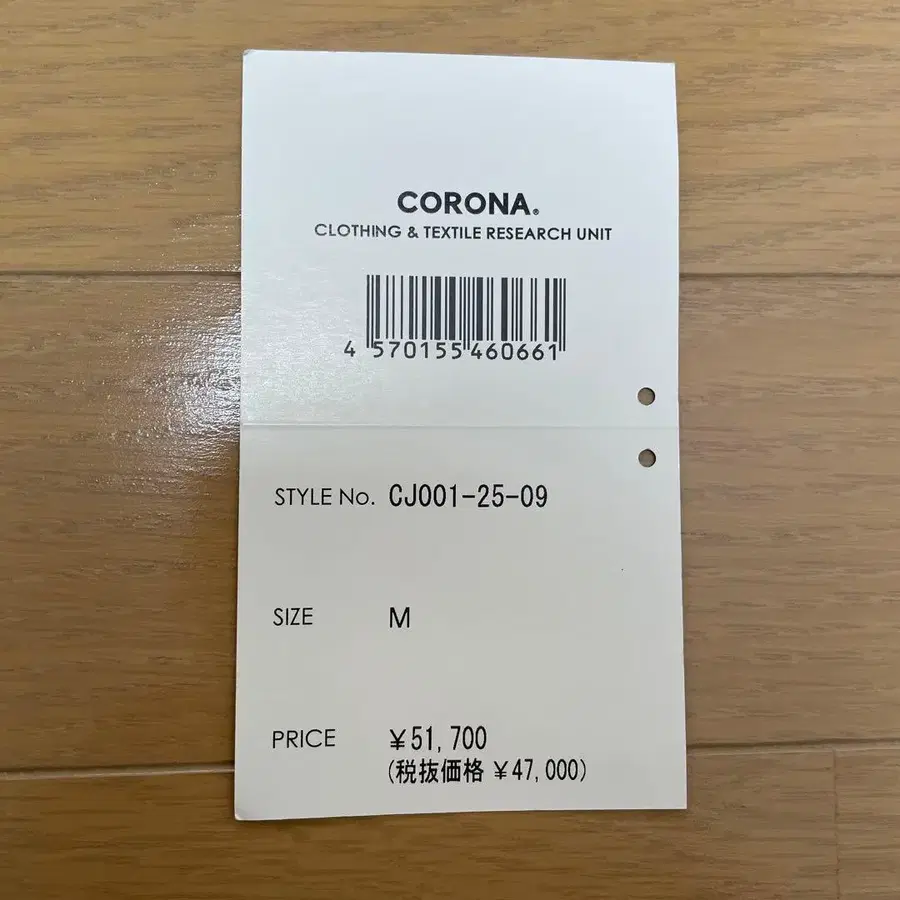 CORONA®
CLOTHING & TEXTILE RESEARCH UNIT
4 570155 460661
STYLE No. CJ001-25-09
SIZE M
PRICE ¥51,700
(税抜価格 ¥47,000)